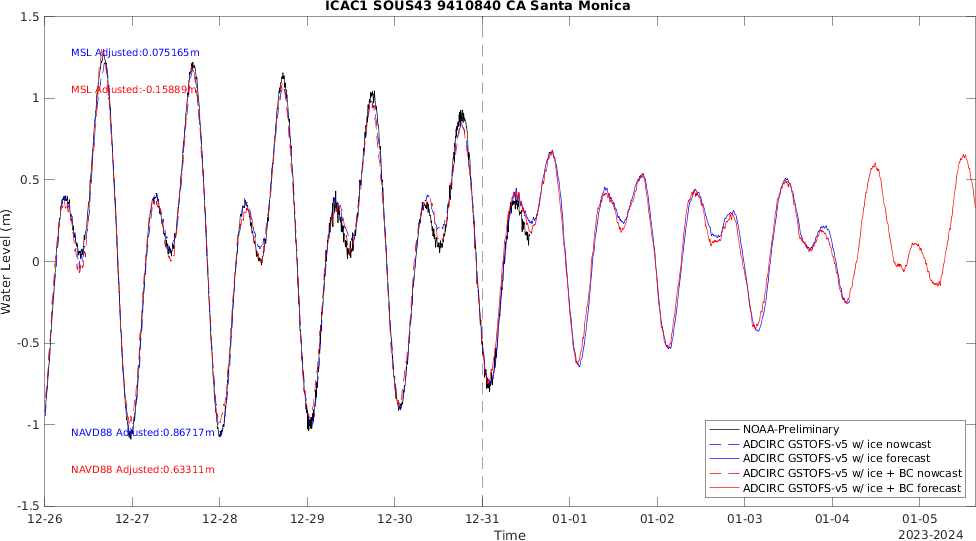 ICAC1 SOUS43 9410840 CA Santa Monica
1.5
1
0.5
0
-0.5
-1
-1.5
Water Level (m)
MSL Adjusted:0.075165m
MSL Adjusted:-0.15889m
NAVD88 Adjusted:0.86717m
NAVD88 Adjusted:0.63311m
NOAA-Preliminary
ADCIRC GSTOFS-v5 w/ ice nowcast
ADCIRC GSTOFS-v5 w/ ice forecast
ADCIRC GSTOFS-v5 w/ ice + BC nowcast
ADCIRC GSTOFS-v5 w/ ice + BC forecast
12-26 12-27 12-28 12-29 12-30 12-31 01-01 01-02 01-03 01-04 01-05
Time
2023-2024